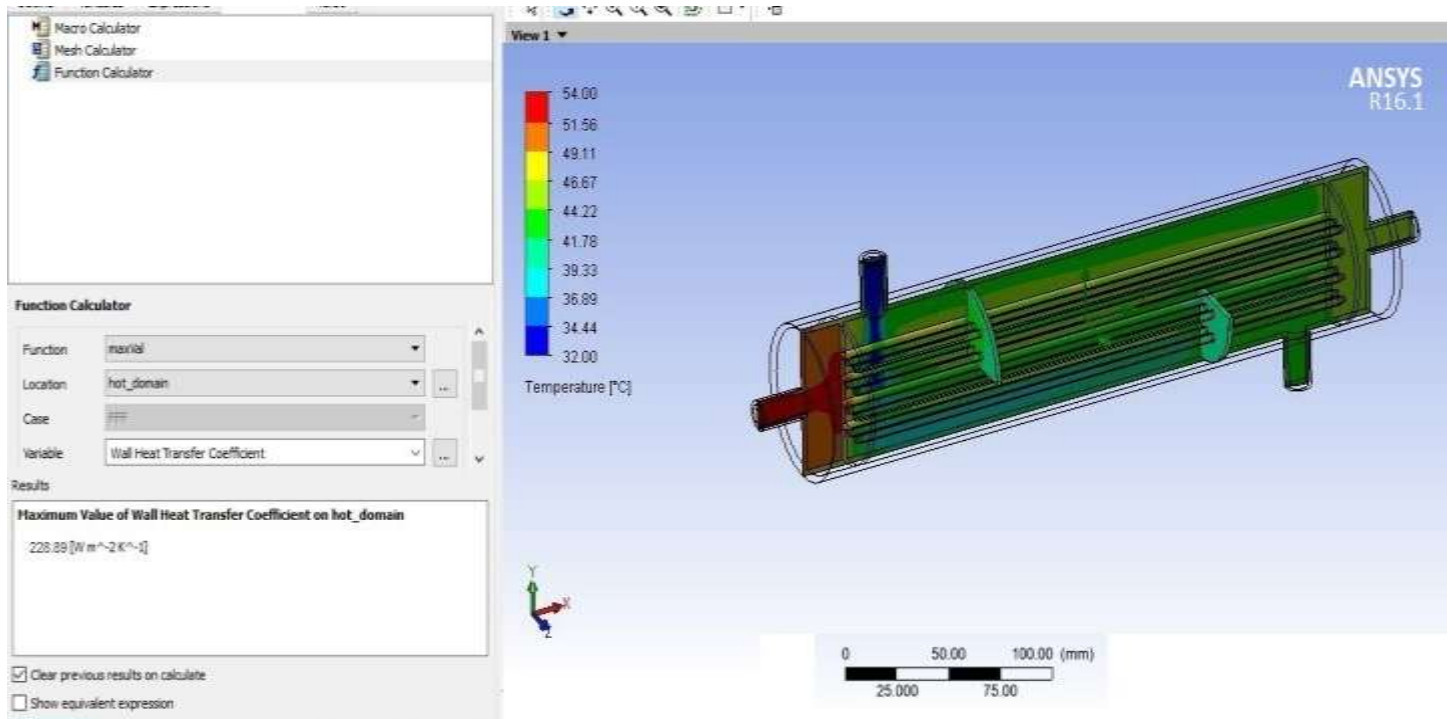 Macro Calculator
Mesh Calculator
Function Calculator
Function Calculator
Function maxVal
Location hot_domain ...
Case FFF
Variable Wall Heat Transfer Coefficient ...
Results
Maximum Value of Wall Heat Transfer Coefficient on hot_domain
228.89 [W m^-2 K^-1]
Clear previous results on calculate
Show equivalent expression
View 1
ANSYS
R16.1
54.00
51.56
49.11
46.67
44.22
41.78
39.33
36.89
34.44
32.00
Temperature [°C]
Y
X
Z
0 50.00 100.00 (mm)
25.000 75.00